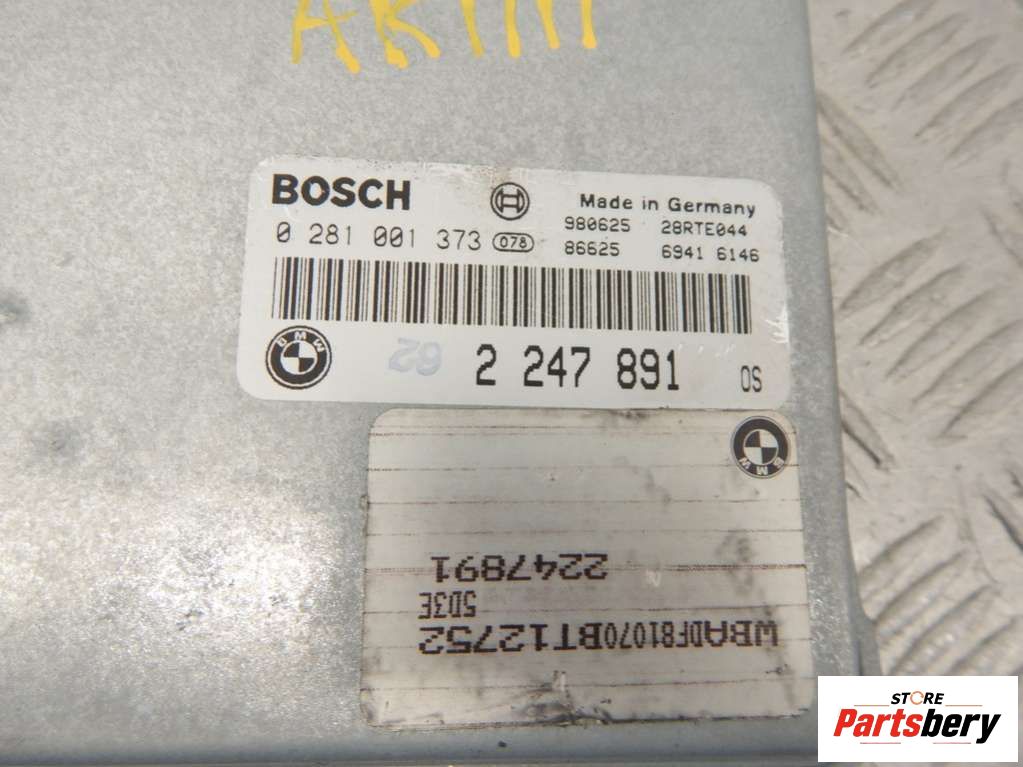 BOSCH
Made in Germany
0 281 001 373 078
980625 28RTE044
86625 6941 6146
BMW
62 2 247 891 OS
BMW
WBADF81070BT12752
5D3E
2247891
STORE
Partsbery